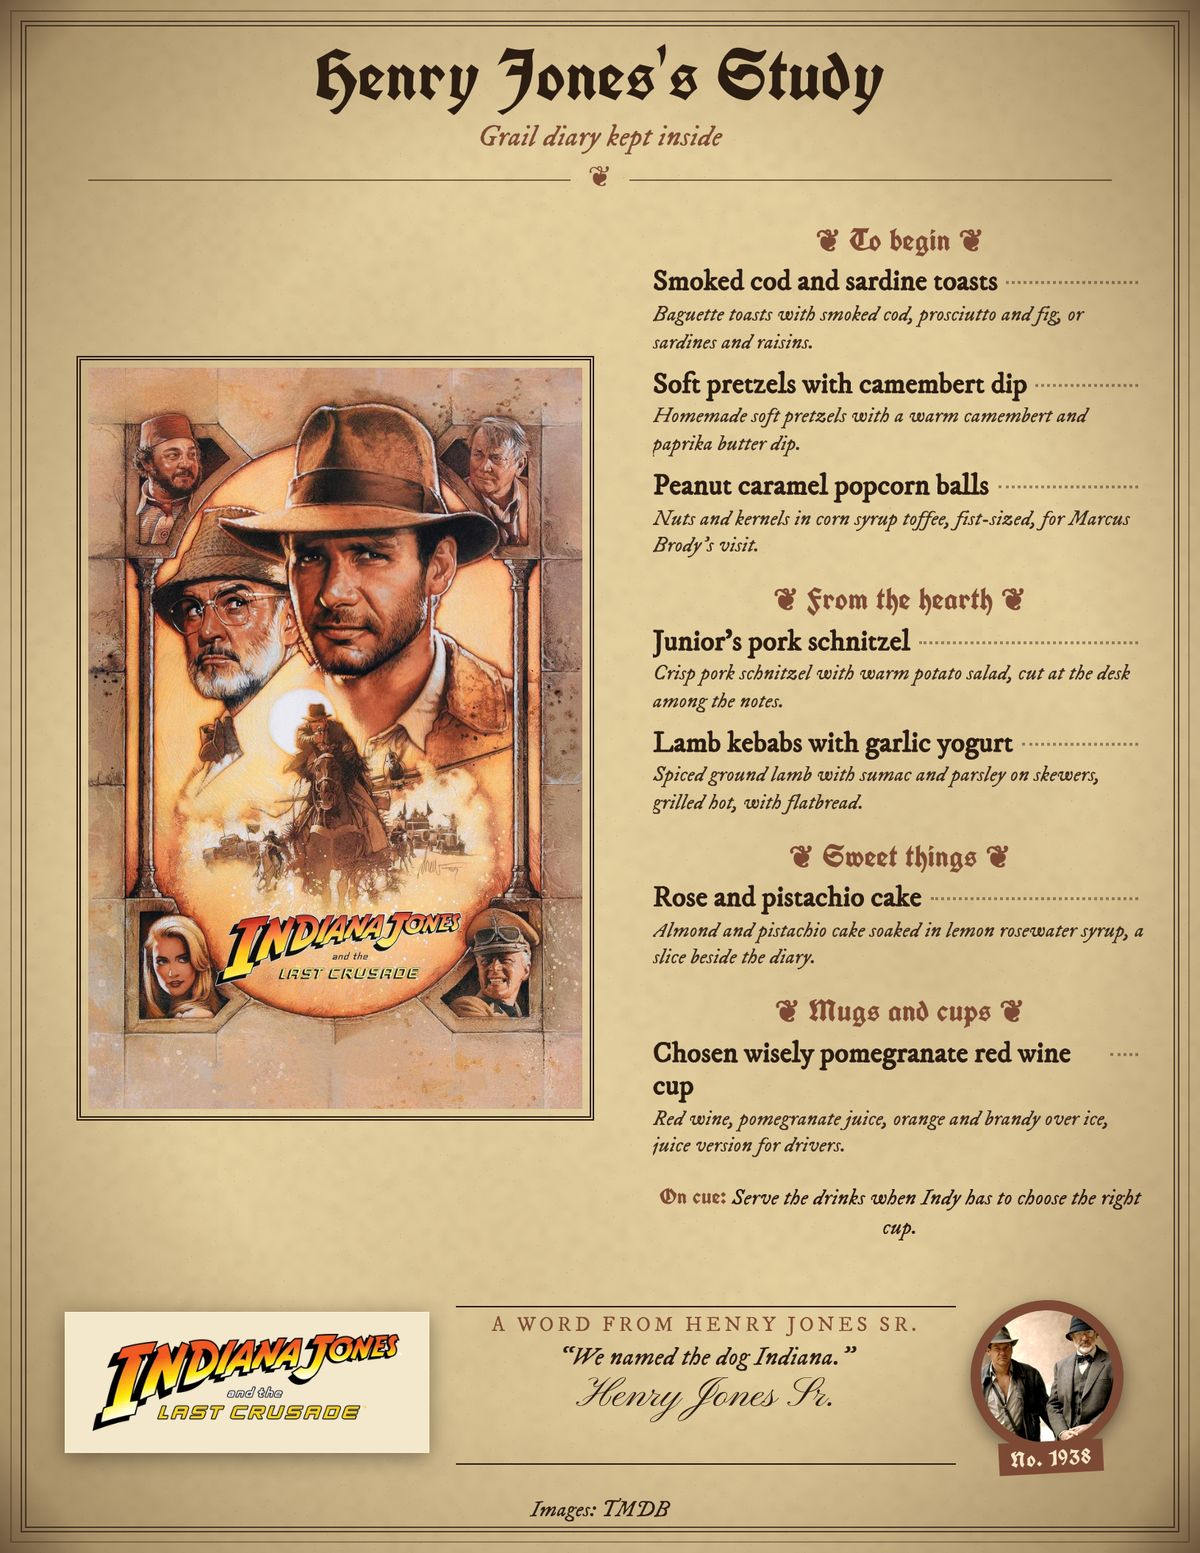 Henry Jones's Study
Grail diary kept inside
❦
❦ To begin ❦
Smoked cod and sardine toasts
Baguette toasts with smoked cod, prosciutto and fig, or
sardines and raisins.
Soft pretzels with camembert dip
Homemade soft pretzels with a warm camembert and
paprika butter dip.
Peanut caramel popcorn balls
Nuts and kernels in corn syrup toffee, fist-sized, for Marcus
Brody's visit.
❦ From the hearth ❦
Junior's pork schnitzel
Crisp pork schnitzel with warm potato salad, cut at the desk
among the notes.
Lamb kebabs with garlic yogurt
Spiced ground lamb with sumac and parsley on skewers,
grilled hot, with flatbread.
❦ Sweet things ❦
Rose and pistachio cake
Almond and pistachio cake soaked in lemon rosewater syrup, a
slice beside the diary.
❦ Mugs and cups ❦
Chosen wisely pomegranate red wine
cup
Red wine, pomegranate juice, orange and brandy over ice,
juice version for drivers.
On cue: Serve the drinks when Indy has to choose the right
cup.
INDIANA JONES
and the
LAST CRUSADE
INDIANA JONES
and the
LAST CRUSADE
A WORD FROM HENRY JONES SR.
“We named the dog Indiana.”
Henry Jones Sr.
No. 1938
Images: TMDB